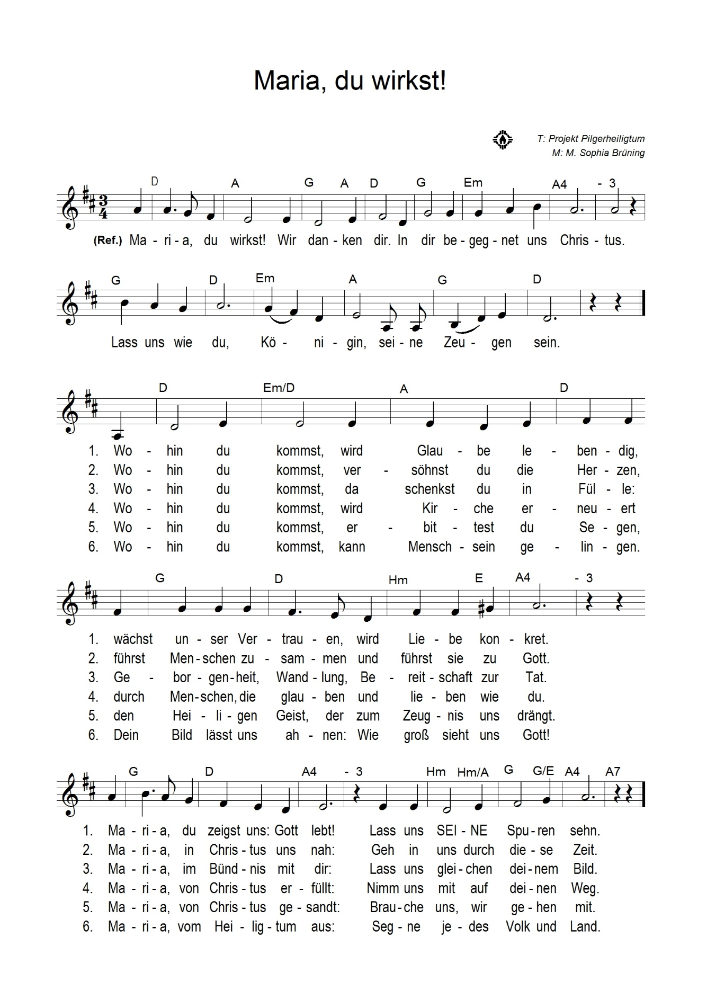 Maria, du wirkst!
T: Projekt Pilgerheiligtum
M: M. Sophia Brüning
D A G A D G Em A4 - 3
3
4
(Ref.) Ma - ri - a, du wirkst! Wir dan - ken dir. In dir be - geg - net uns Chris - tus.
G D Em A G D
Lass uns wie du, Kö - ni - gin, sei - ne Zeu - gen sein.
D Em/D A D
1. Wo - hin du kommst, wird Glau - be le - ben - dig,
2. Wo - hin du kommst, ver - söhnst du die Her - zen,
3. Wo - hin du kommst, da schenkst du in Fül - le:
4. Wo - hin du kommst, wird Kir - che er - neu - ert
5. Wo - hin du kommst, er - bit - test du Se - gen,
6. Wo - hin du kommst, kann Mensch - sein ge - lin - gen.
G D Hm E A4 - 3
1. wächst un - ser Ver - trau - en, wird Lie - be kon - kret.
2. führst Men - schen zu - sam - men und führst sie zu Gott.
3. Ge - bor - gen - heit, Wand - lung, Be - reit - schaft zur Tat.
4. durch Men - schen, die glau - ben und lie - ben wie du.
5. den Hei - li - gen Geist, der zum Zeug - nis uns drängt.
6. Dein Bild lässt uns ah - nen: Wie groß sieht uns Gott!
G D A4 - 3 Hm Hm/A G G/E A4 A7
1. Ma - ri - a, du zeigst uns: Gott lebt! Lass uns SEI - NE Spu - ren sehn.
2. Ma - ri - a, in Chris - tus uns nah: Geh in uns durch die - se Zeit.
3. Ma - ri - a, im Bünd - nis mit dir: Lass uns glei - chen dei - nem Bild.
4. Ma - ri - a, von Chris - tus er - füllt: Nimm uns mit auf dei - nen Weg.
5. Ma - ri - a, von Chris - tus ge - sandt: Brau - che uns, wir ge - hen mit.
6. Ma - ri - a, vom Hei - lig - tum aus: Seg - ne je - des Volk und Land.